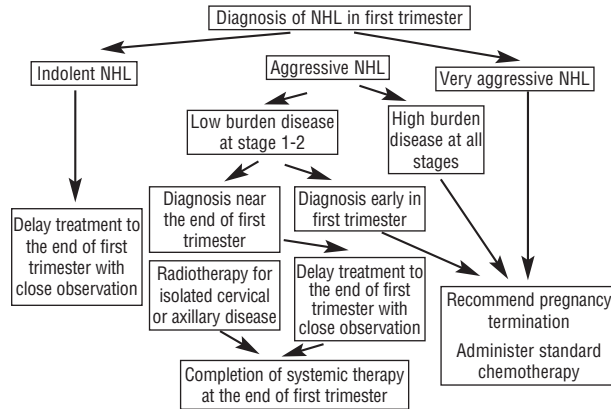 Diagnosis of NHL in first trimester
Indolent NHL
Aggressive NHL
Very aggressive NHL
Low burden disease
at stage 1-2
High burden
disease at all
stages
Diagnosis near
the end of first
trimester
Diagnosis early in
first trimester
Delay treatment to
the end of first
trimester with
close observation
Radiotherapy for
isolated cervical
or axillary disease
Delay treatment to
the end of first
trimester with
close observation
Recommend pregnancy
termination
Administer standard
chemotherapy
Completion of systemic therapy
at the end of first trimester